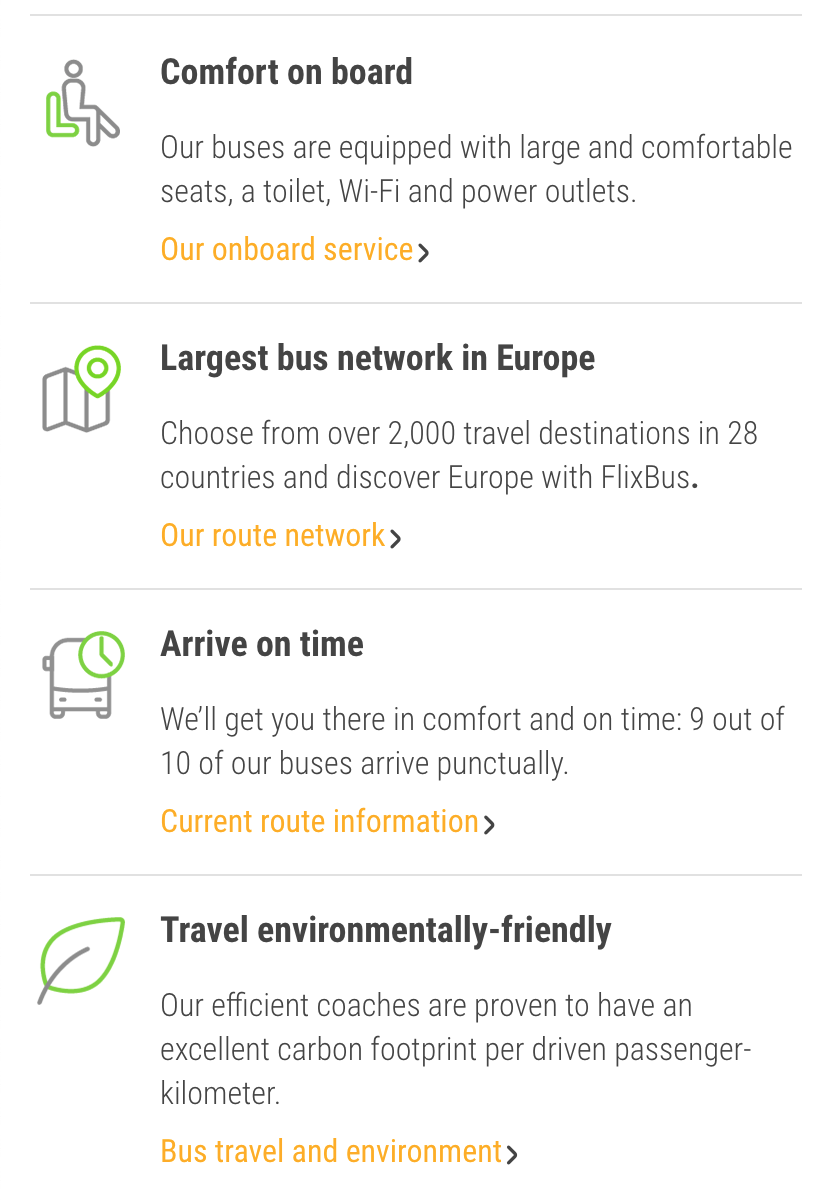 Comfort on board
Our buses are equipped with large and comfortable
seats, a toilet, Wi-Fi and power outlets.
Our onboard service
Largest bus network in Europe
Choose from over 2,000 travel destinations in 28
countries and discover Europe with FlixBus.
Our route network
Arrive on time
We’ll get you there in comfort and on time: 9 out of
10 of our buses arrive punctually.
Current route information
Travel environmentally-friendly
Our efficient coaches are proven to have an
excellent carbon footprint per driven passenger-
kilometer.
Bus travel and environment